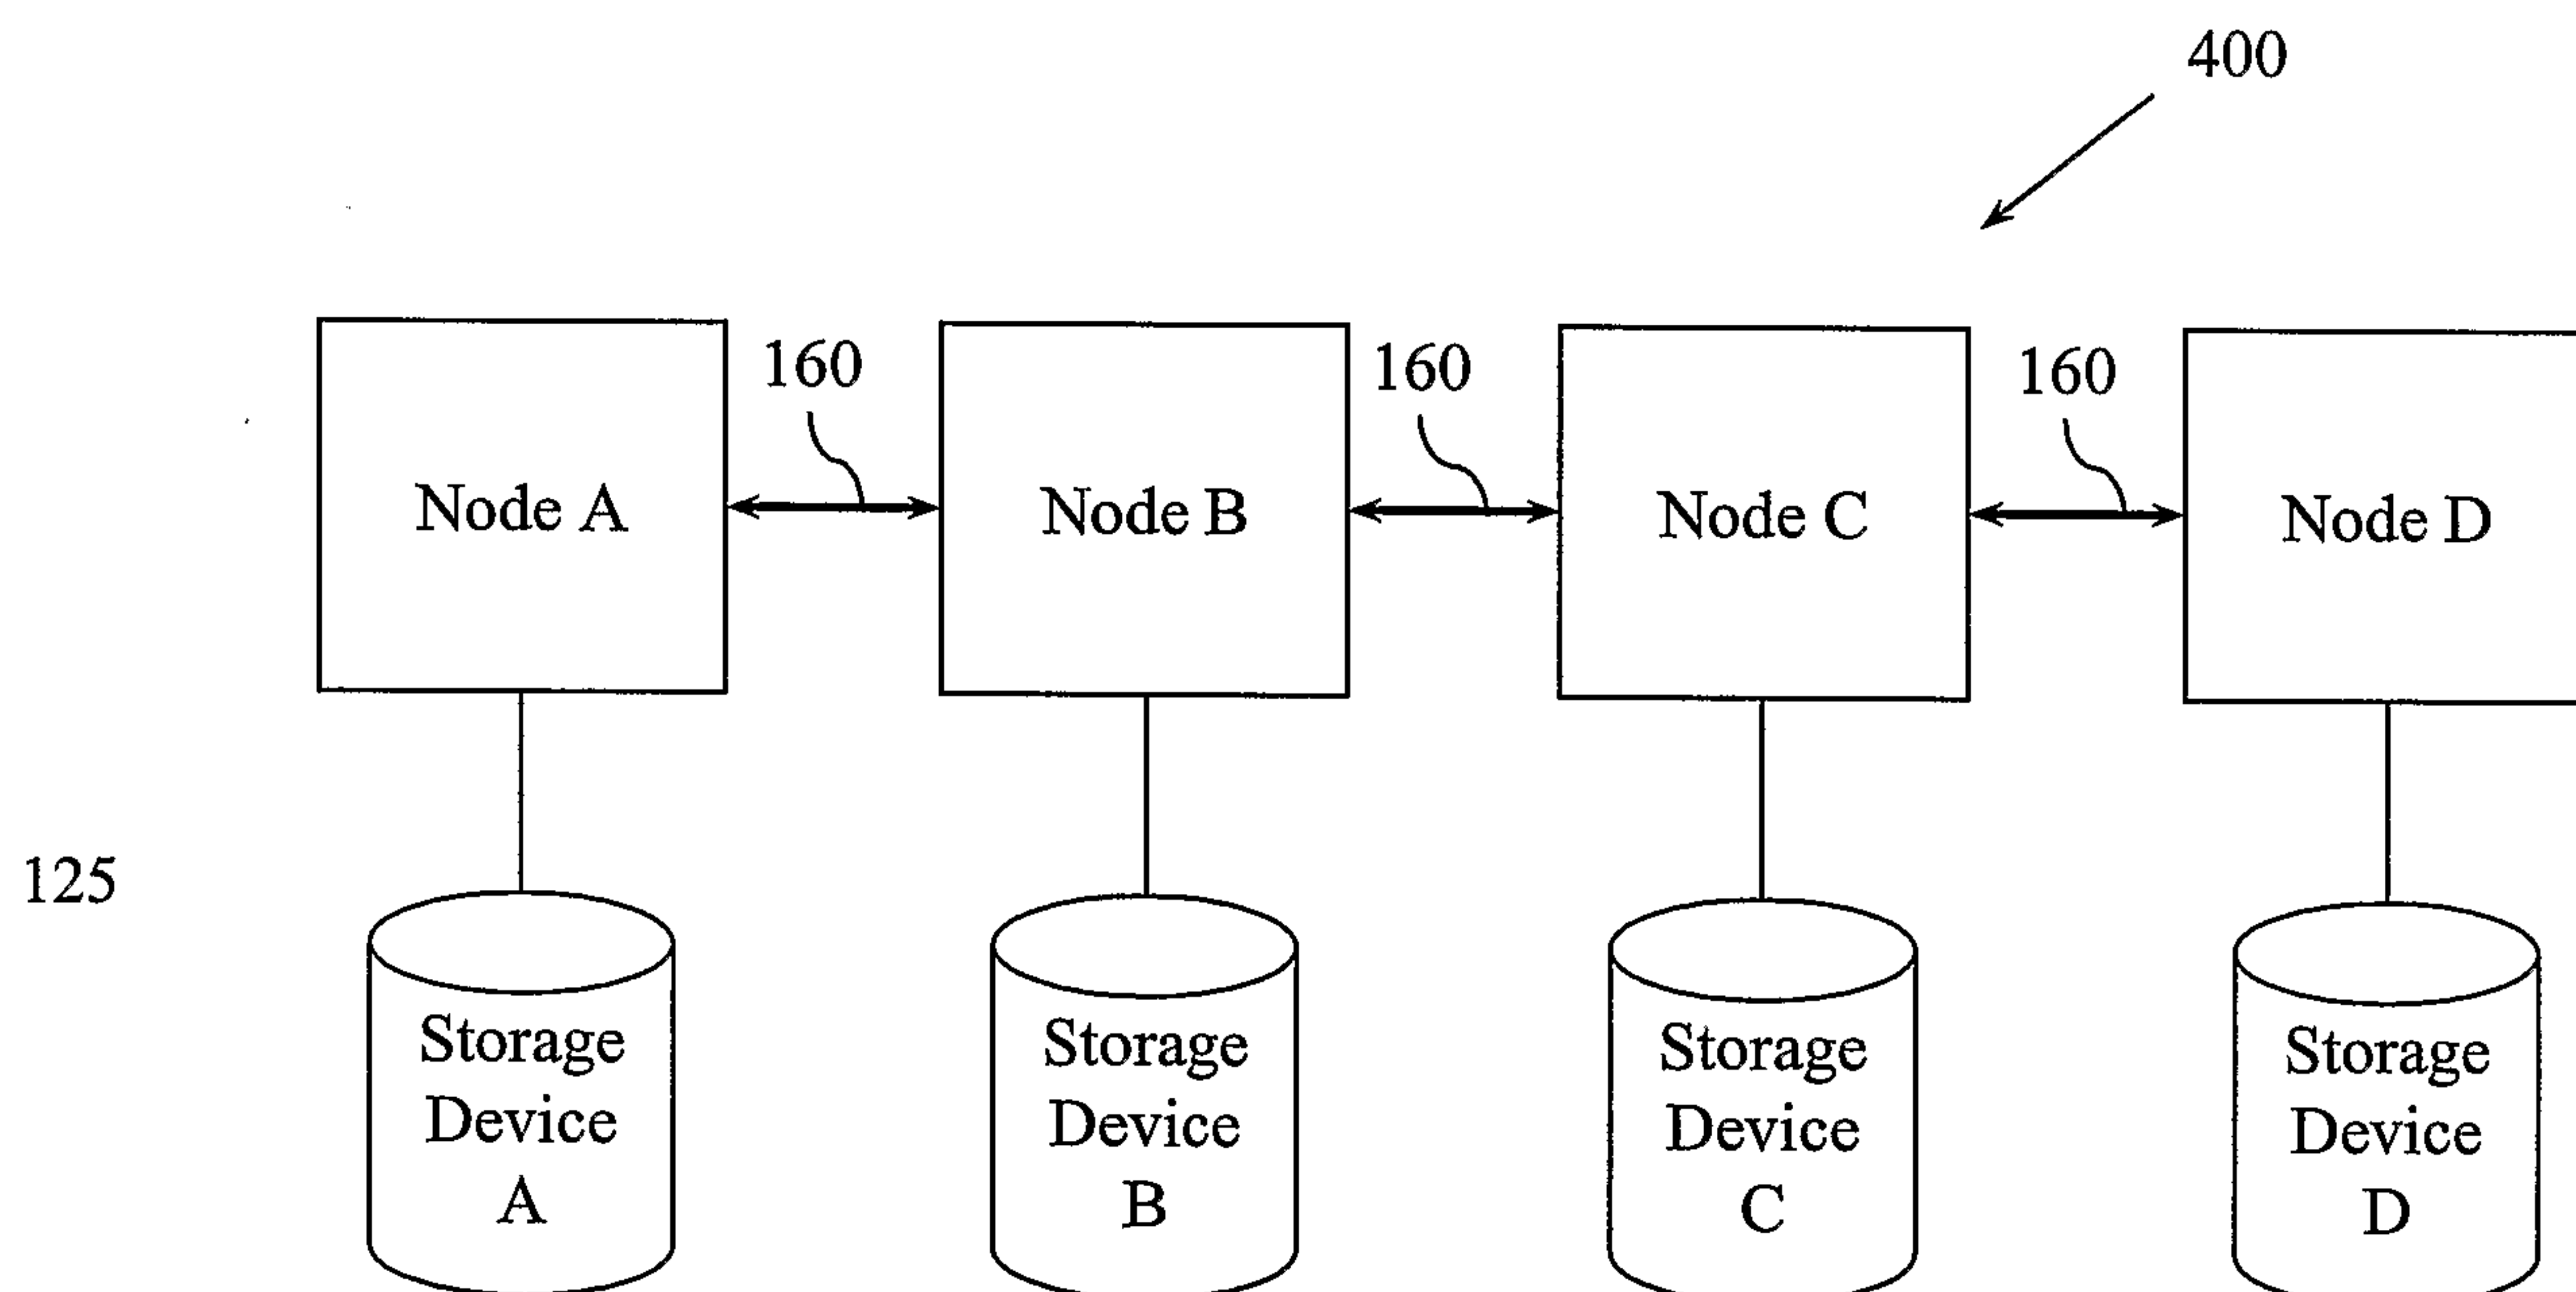 400
160
160
160
Node A
Node B
Node C
Node D
125
Storage
Device
A
Storage
Device
B
Storage
Device
C
Storage
Device
D